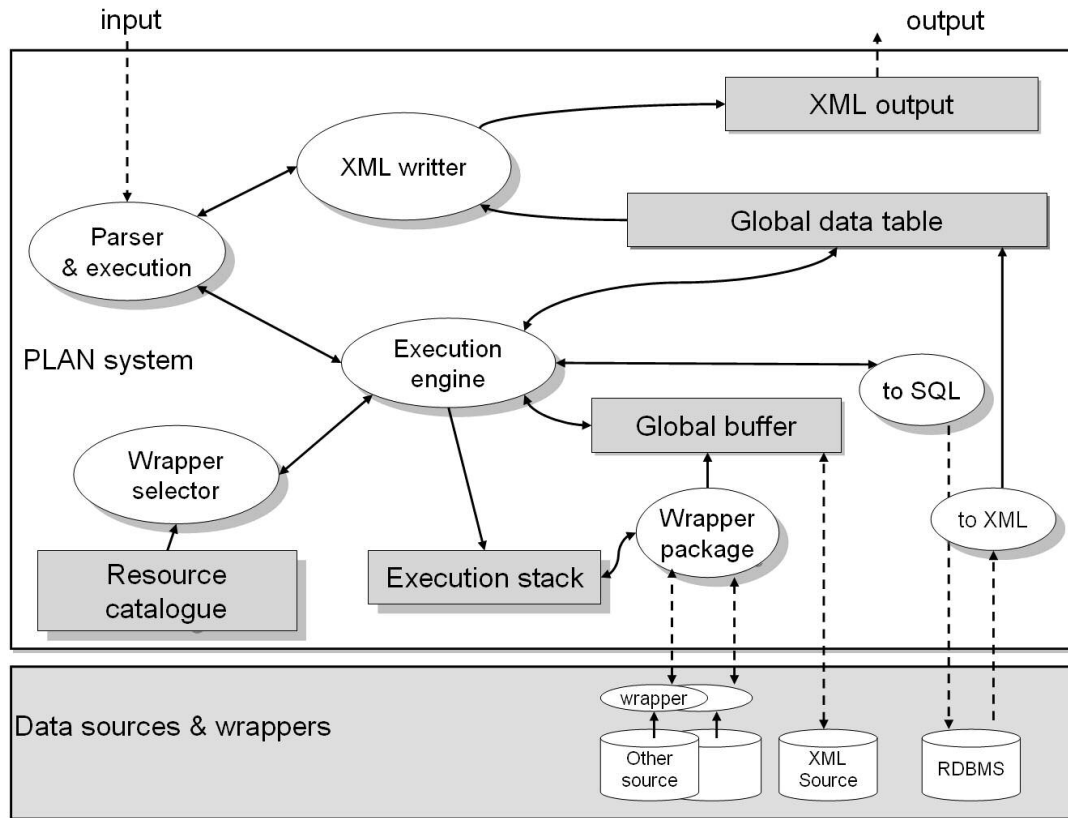 input
output
XML output
XML writter
Global data table
Parser
& execution
PLAN system
Execution
engine
to SQL
Global buffer
Wrapper
selector
Wrapper
package
to XML
Resource
catalogue
Execution stack
Data sources & wrappers
wrapper
Other
source
XML
Source
RDBMS